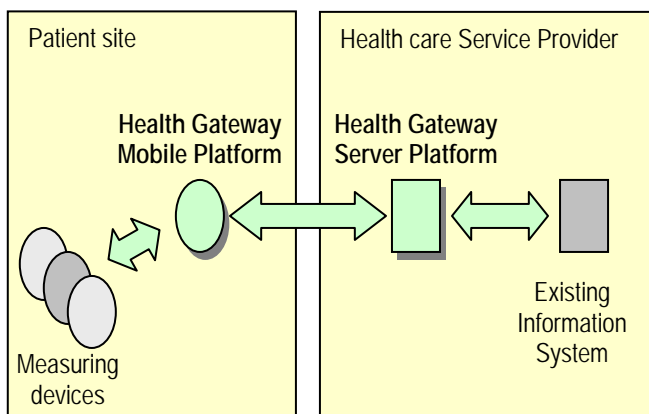 Patient site
Health care Service Provider
Health Gateway
Mobile Platform
Health Gateway
Server Platform
Measuring
devices
Existing
Information
System